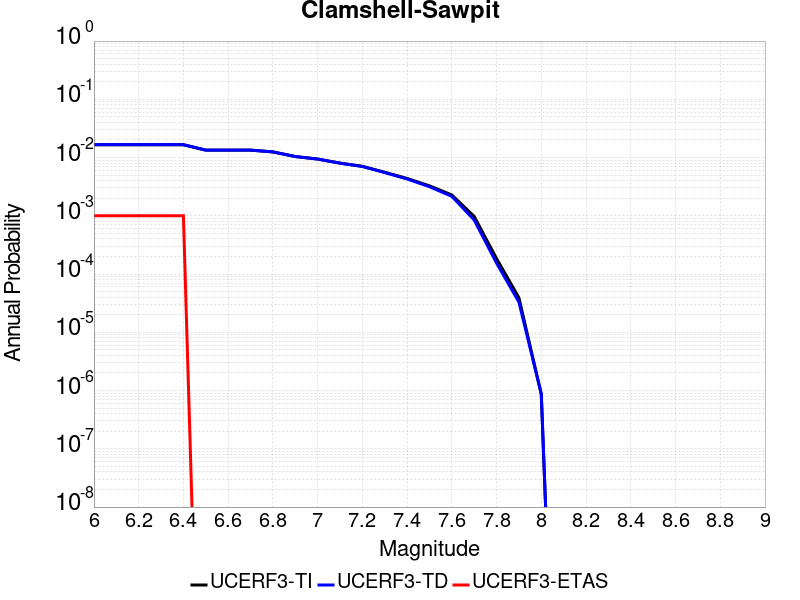 Clamshell-Sawpit
10^0
10^-1
10^-2
10^-3
10^-4
10^-5
10^-6
10^-7
10^-8
Annual Probability
6 6.2 6.4 6.6 6.8 7 7.2 7.4 7.6 7.8 8 8.2 8.4 8.6 8.8 9
Magnitude
UCERF3-TI UCERF3-TD UCERF3-ETAS